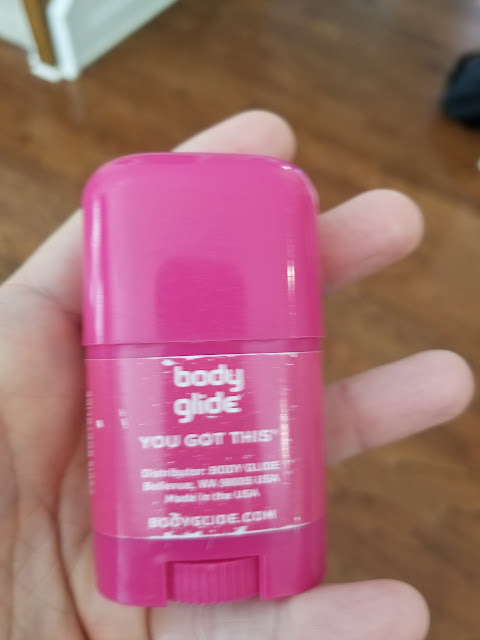 body
glide
YOU GOT THIS®
Distributor: BODY GLIDE
Bellevue, WA 98005 USA
Made in the USA
BODYGLIDE.COM